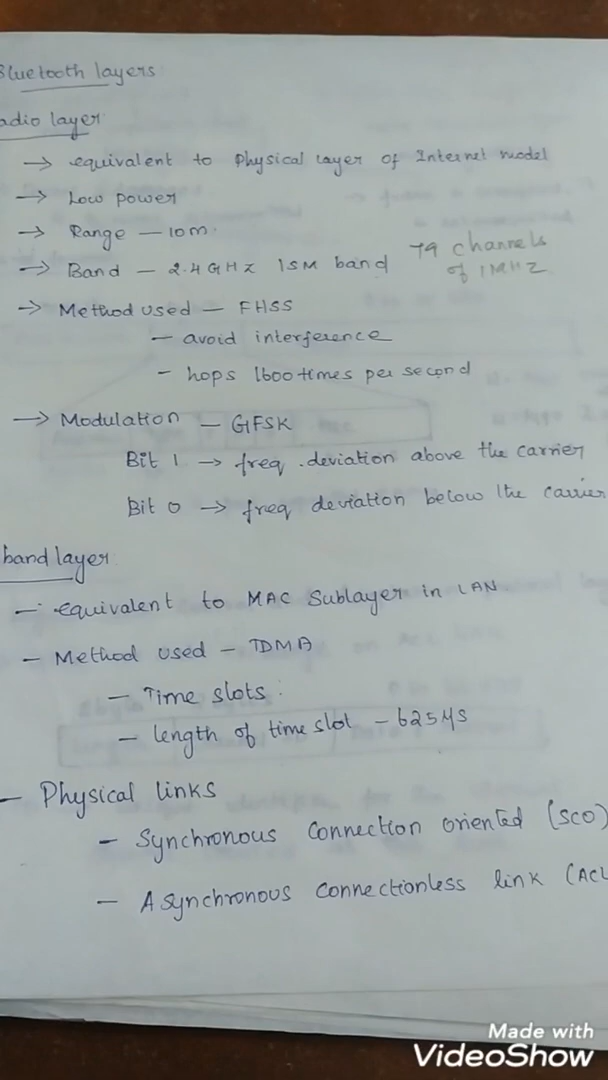 Bluetooth layers
adio layer
→ equivalent to Physical layer of Internet model
→ Low power
→ Range - 10m.
→ Band - 2.4 GHz ISM band 79 channels
of 1MHZ
→ Method used - FHSS
- avoid interference
- hops 1600 times per second
→ Modulation - GFSK
Bit 1 → freq. deviation above the carrier
Bit 0 → freq deviation below the carrier
band layer
- equivalent to MAC Sublayer in LAN
- Method used - TDMA
- Time slots :
- length of time slot - 625 μs
- Physical links
- Synchronous Connection oriented (SCO)
- Asynchronous Connectionless link (ACL
Made with
VideoShow